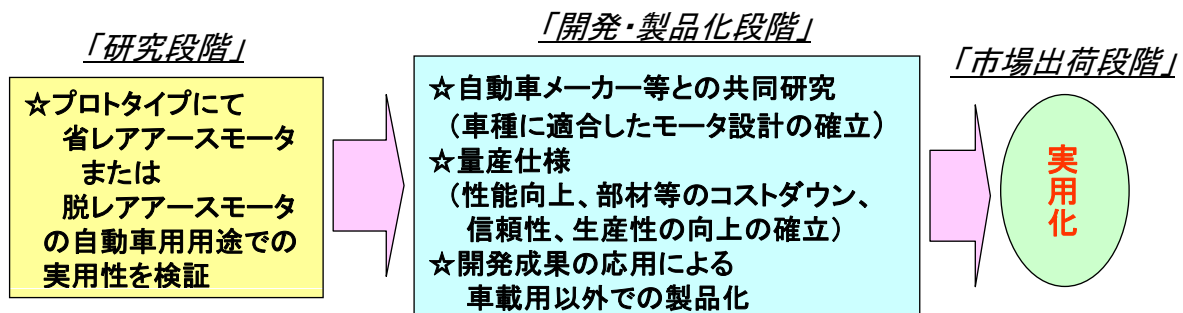 「研究段階」
☆プロトタイプにて
省レアアースモータ
または
脱レアアースモータ
の自動車用用途での
実用性を検証
「開発・製品化段階」
☆自動車メーカー等との共同研究
（車種に適合したモータ設計の確立）
☆量産仕様
（性能向上、部材等のコストダウン、
信頼性、生産性の向上の確立）
☆開発成果の応用による
車載用以外での製品化
「市場出荷段階」
実用化